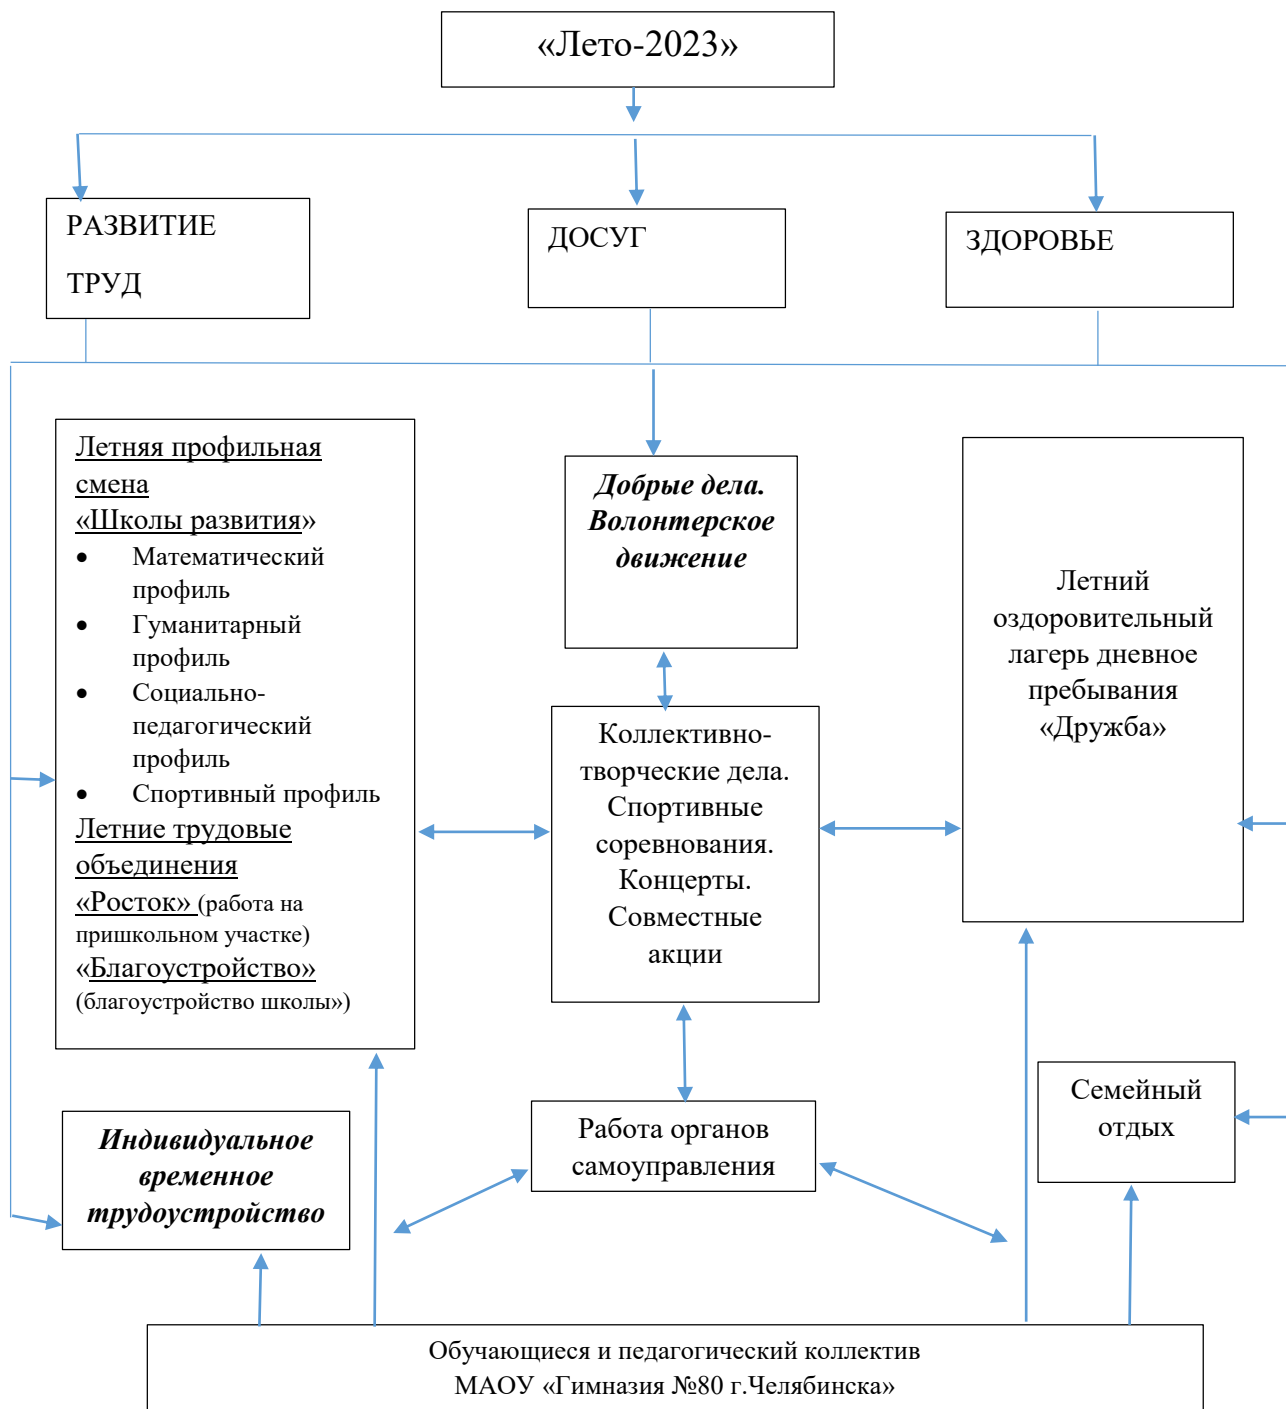 «Лето-2023»
РАЗВИТИЕ
ТРУД
ДОСУГ
ЗДОРОВЬЕ
Летняя профильная
смена
«Школы развития»
• Математический
профиль
• Гуманитарный
профиль
• Социально-
педагогический
профиль
• Спортивный профиль
Летние трудовые
объединения
«Росток» (работа на
пришкольном участке)
«Благоустройство»
(благоустройство школы»)
Добрые дела.
Волонтерское
движение
Летний
оздоровительный
лагерь дневное
пребывания
«Дружба»
Коллективно-
творческие дела.
Спортивные
соревнования.
Концерты.
Совместные
акции
Индивидуальное
временное
трудоустройство
Работа органов
самоуправления
Семейный
отдых
Обучающиеся и педагогический коллектив
МАОУ «Гимназия №80 г.Челябинска»